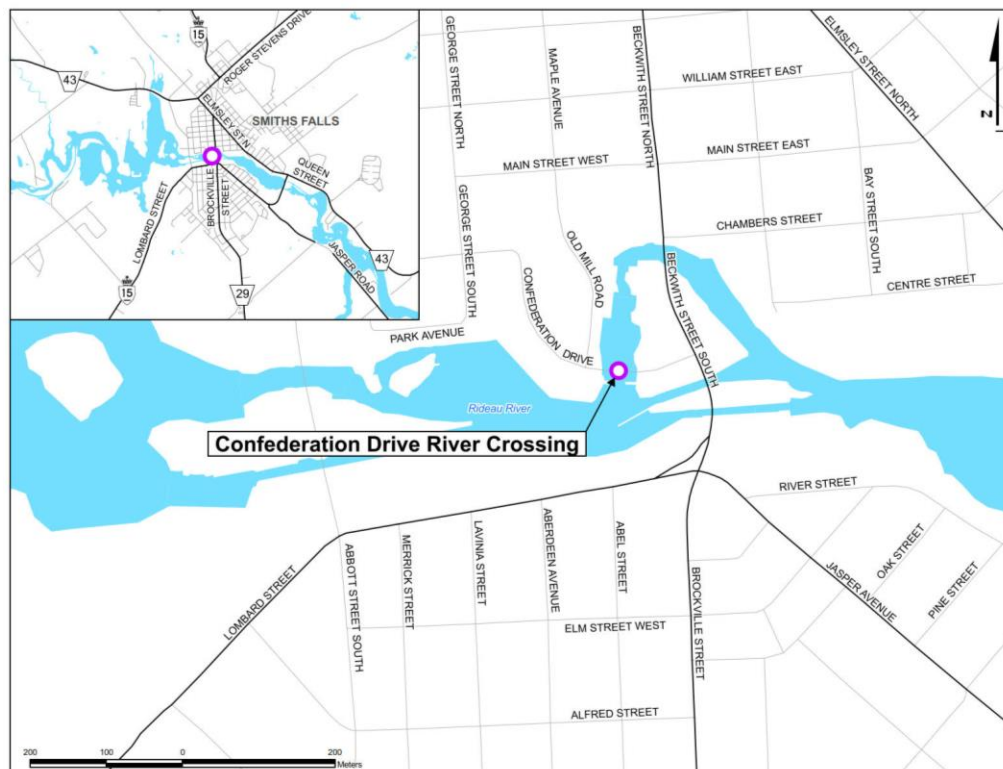 15
43
ROGER STEVENS DRIVE
ELMSLEY ST N
SMITHS FALLS
QUEEN
STREET
BROCKVILLE
STREET
LOMBARD STREET
JASPER ROAD
43
15
29
GEORGE STREET NORTH
MAPLE AVENUE
BECKWITH STREET NORTH
ELMSLEY STREET NORTH
WILLIAM STREET EAST
N
MAIN STREET WEST
MAIN STREET EAST
GEORGE STREET SOUTH
BAY STREET SOUTH
CHAMBERS STREET
OLD MILL ROAD
BECKWITH STREET SOUTH
CENTRE STREET
CONFEDERATION DRIVE
PARK AVENUE
Rideau River
Confederation Drive River Crossing
RIVER STREET
ABBOTT STREET SOUTH
MERRICK STREET
LAVINIA STREET
ABERDEEN AVENUE
ABEL STREET
BROCKVILLE STREET
OAK STREET
JASPER AVENUE
PINE STREET
LOMBARD STREET
ELM STREET WEST
ALFRED STREET
200 100 0 200
Meters